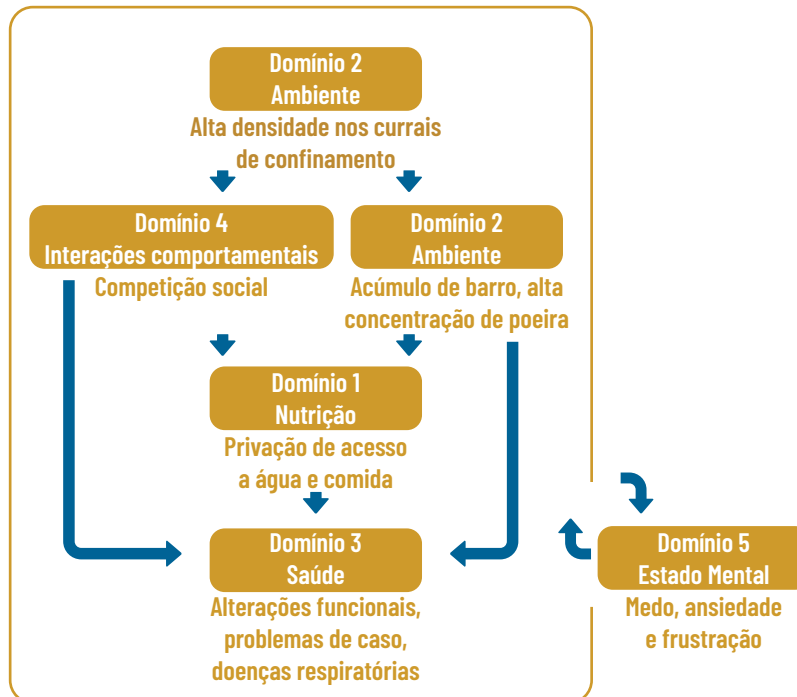 Domínio 2
Ambiente
Alta densidade nos currais
de confinamento
Domínio 4
Interações comportamentais
Competição social
Domínio 2
Ambiente
Acúmulo de barro, alta
concentração de poeira
Domínio 1
Nutrição
Privação de acesso
a água e comida
Domínio 3
Saúde
Alterações funcionais,
problemas de caso,
doenças respiratórias
Domínio 5
Estado Mental
Medo, ansiedade
e frustração